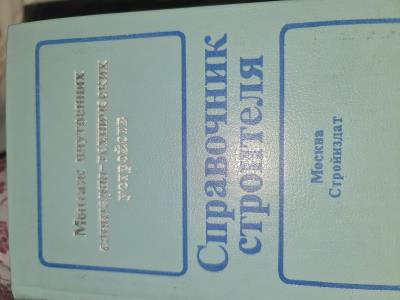 Справочник
строителя
Монтаж внутренних
санитарно-технических
устройств
Москва
Стройиздат